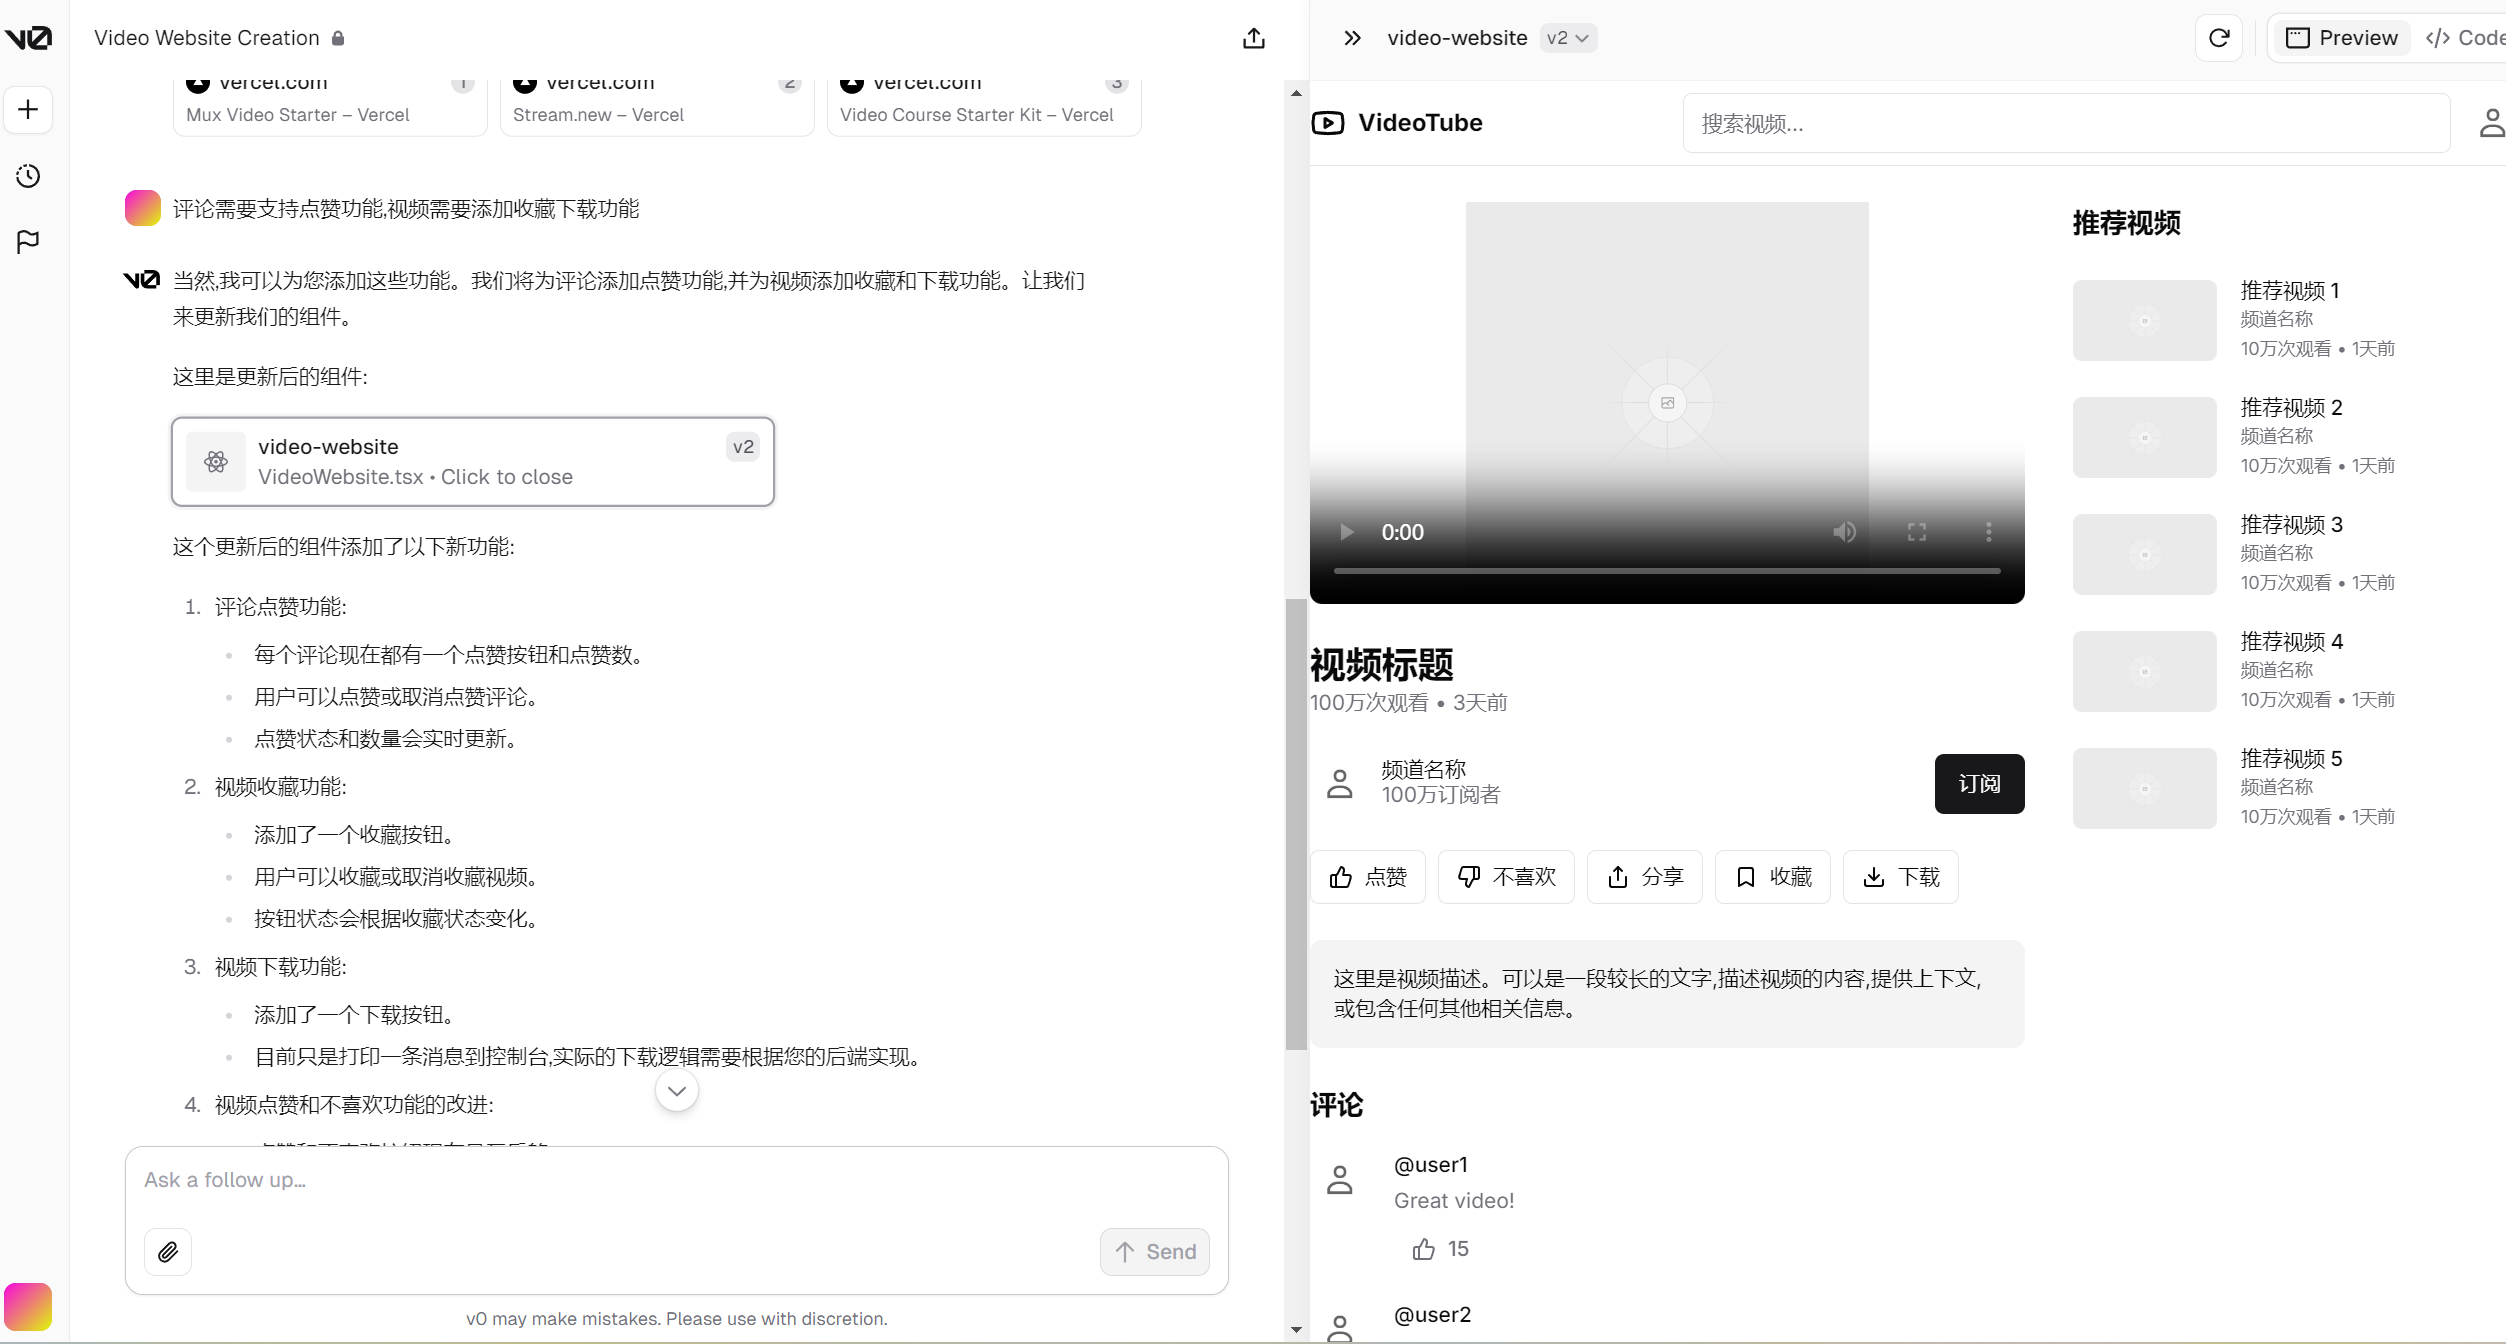 v0
Video Website Creation
vercel.com
1
Mux Video Starter – Vercel
vercel.com
2
Stream.new – Vercel
vercel.com
3
Video Course Starter Kit – Vercel
评论需要支持点赞功能,视频需要添加收藏下载功能
v0
当然,我可以为您添加这些功能。我们将为评论添加点赞功能,并为视频添加收藏和下载功能。让我们
来更新我们的组件。
这里是更新后的组件:
video-website
v2
VideoWebsite.tsx • Click to close
这个更新后的组件添加了以下新功能:
1. 评论点赞功能:
• 每个评论现在都有一个点赞按钮和点赞数。
• 用户可以点赞或取消点赞评论。
• 点赞状态和数量会实时更新。
2. 视频收藏功能:
• 添加了一个收藏按钮。
• 用户可以收藏或取消收藏视频。
• 按钮状态会根据收藏状态变化。
3. 视频下载功能:
• 添加了一个下载按钮。
• 目前只是打印一条消息到控制台,实际的下载逻辑需要根据您的后端实现。
4. 视频点赞和不喜欢功能的改进:
Ask a follow up...
Send
v0 may make mistakes. Please use with discretion.
video-website v2
Preview
</> Code
VideoTube
搜索视频...
0:00
视频标题
100万次观看 • 3天前
频道名称
100万订阅者
订阅
点赞
不喜欢
分享
收藏
下载
这里是视频描述。可以是一段较长的文字,描述视频的内容,提供上下文,
或包含任何其他相关信息。
评论
@user1
Great video!
15
@user2
推荐视频
推荐视频 1
频道名称
10万次观看 • 1天前
推荐视频 2
频道名称
10万次观看 • 1天前
推荐视频 3
频道名称
10万次观看 • 1天前
推荐视频 4
频道名称
10万次观看 • 1天前
推荐视频 5
频道名称
10万次观看 • 1天前